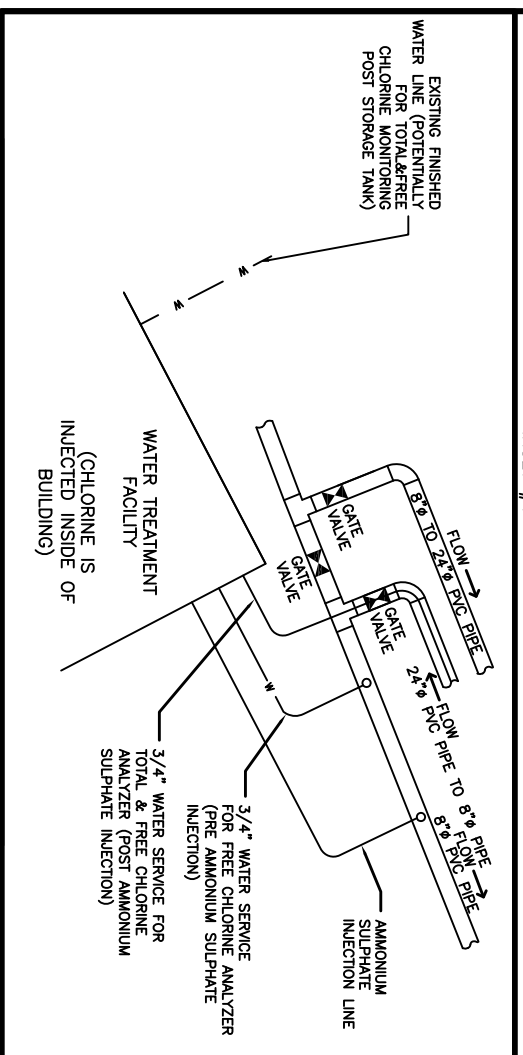 EXISTING FINISHED
WATER LINE (POTENTIALLY
FOR TOTAL&FREE
CHLORINE MONITORING
POST STORAGE TANK)
W
W
WATER TREATMENT
FACILITY
(CHLORINE IS
INJECTED INSIDE OF
BUILDING)
GATE
VALVE
GATE
VALVE
GATE
VALVE
FLOW
8"Ø TO 24"Ø PVC PIPE
FLOW
24"Ø PVC PIPE TO 8"Ø PIPE
FLOW
8"Ø PVC PIPE
W
AMMONIUM
SULPHATE
INJECTION LINE
3/4" WATER SERVICE
FOR FREE CHLORINE ANALYZER
(PRE AMMONIUM SULPHATE
INJECTION)
3/4" WATER SERVICE FOR
TOTAL & FREE CHLORINE
ANALYZER (POST AMMONIUM
SULPHATE INJECTION)